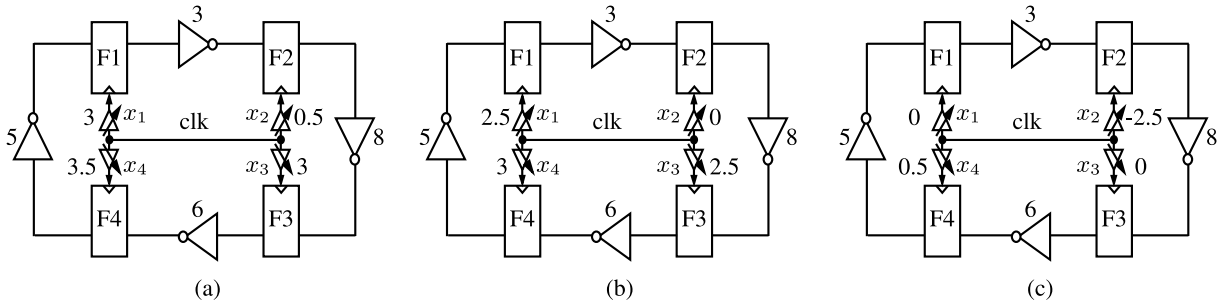 3 3 3
F1 F2 F1 F2 F1 F2
3 x₁ x₂ 0.5 2.5 x₁ x₂ 0 0 x₁ x₂ -2.5
5 clk 8 5 clk 8 5 clk 8
3.5 x₄ x₃ 3 3 x₄ x₃ 2.5 0.5 x₄ x₃ 0
6 6 6
F4 F3 F4 F3 F4 F3
(a) (b) (c)